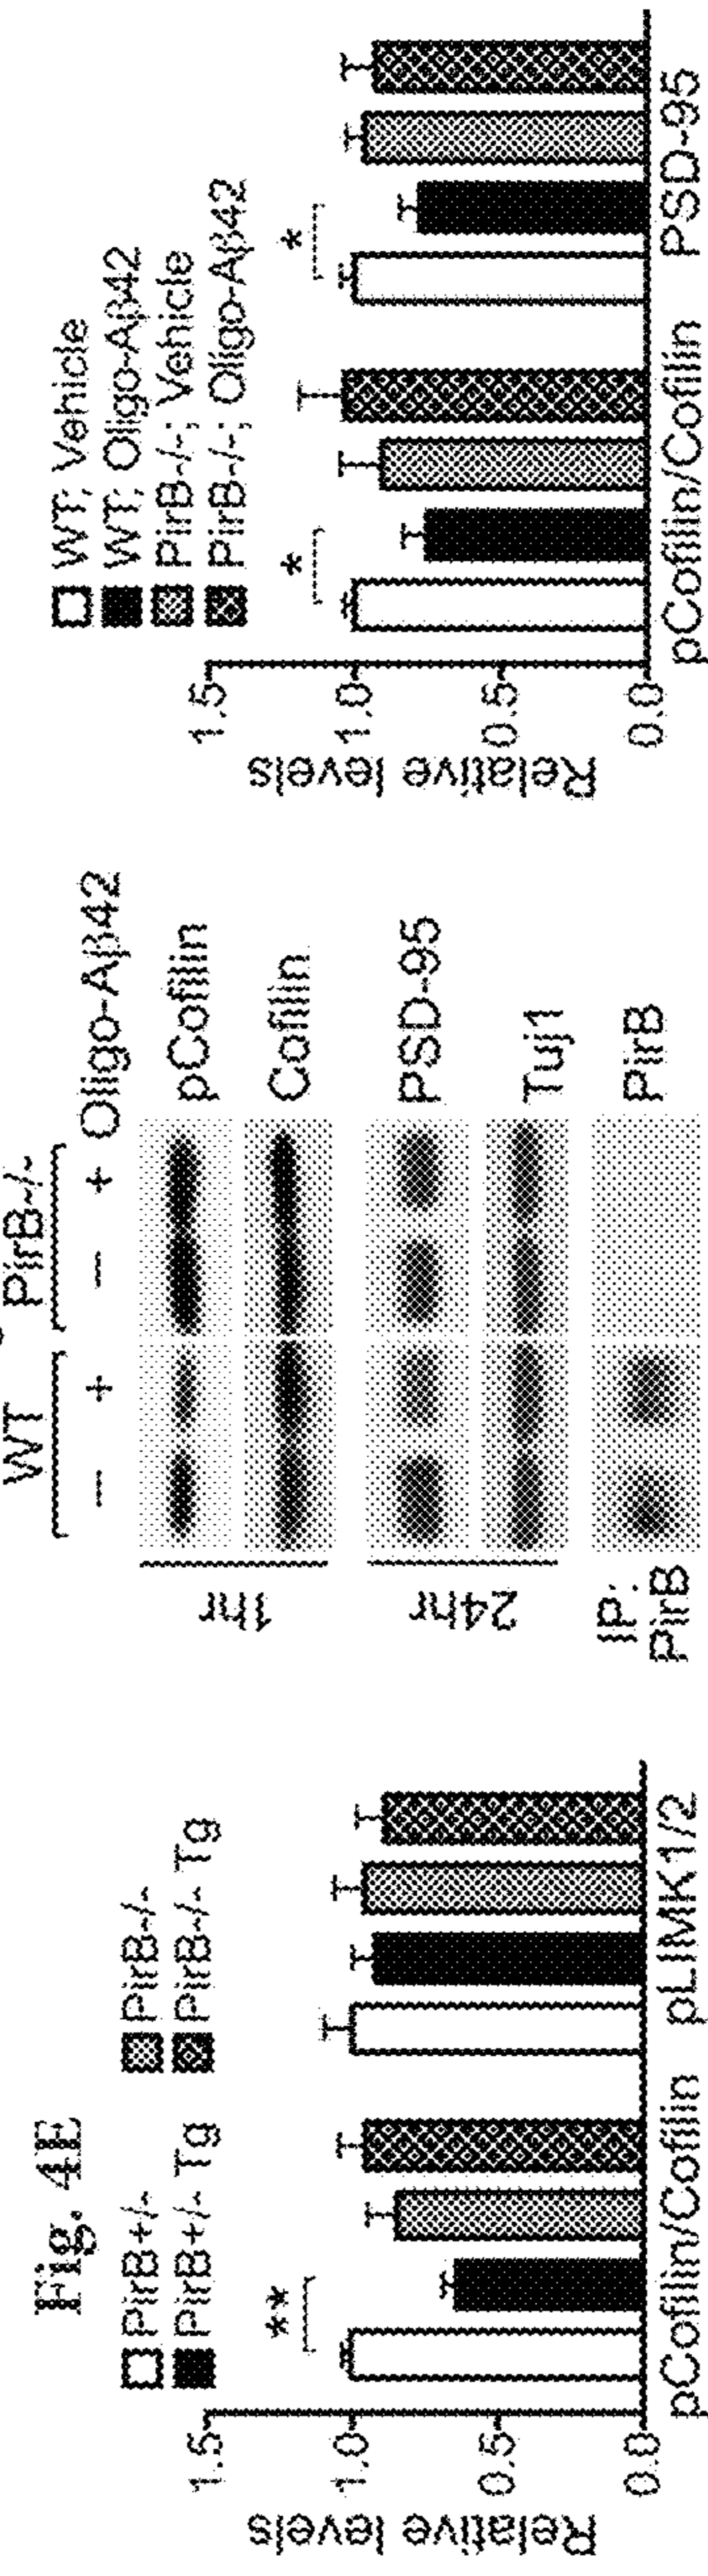 Fig. 4E
PirB+/-
PirB+/- Tg
PirB-/-
PirB-/- Tg
Relative levels
1.5
1.0
0.5
0.0
**
pCofilin/Cofilin
pLIMK1/2
WT
PirB-/-
− + − + Oligo-Aβ42
1hr
pCofilin
Cofilin
24hr
PSD-95
Tuj1
IP:
PirB
PirB
WT; Vehicle
WT; Oligo-Aβ42
PirB-/-; Vehicle
PirB-/-; Oligo-Aβ42
Relative levels
1.5
1.0
0.5
0.0
*
*
pCofilin/Cofilin
PSD-95